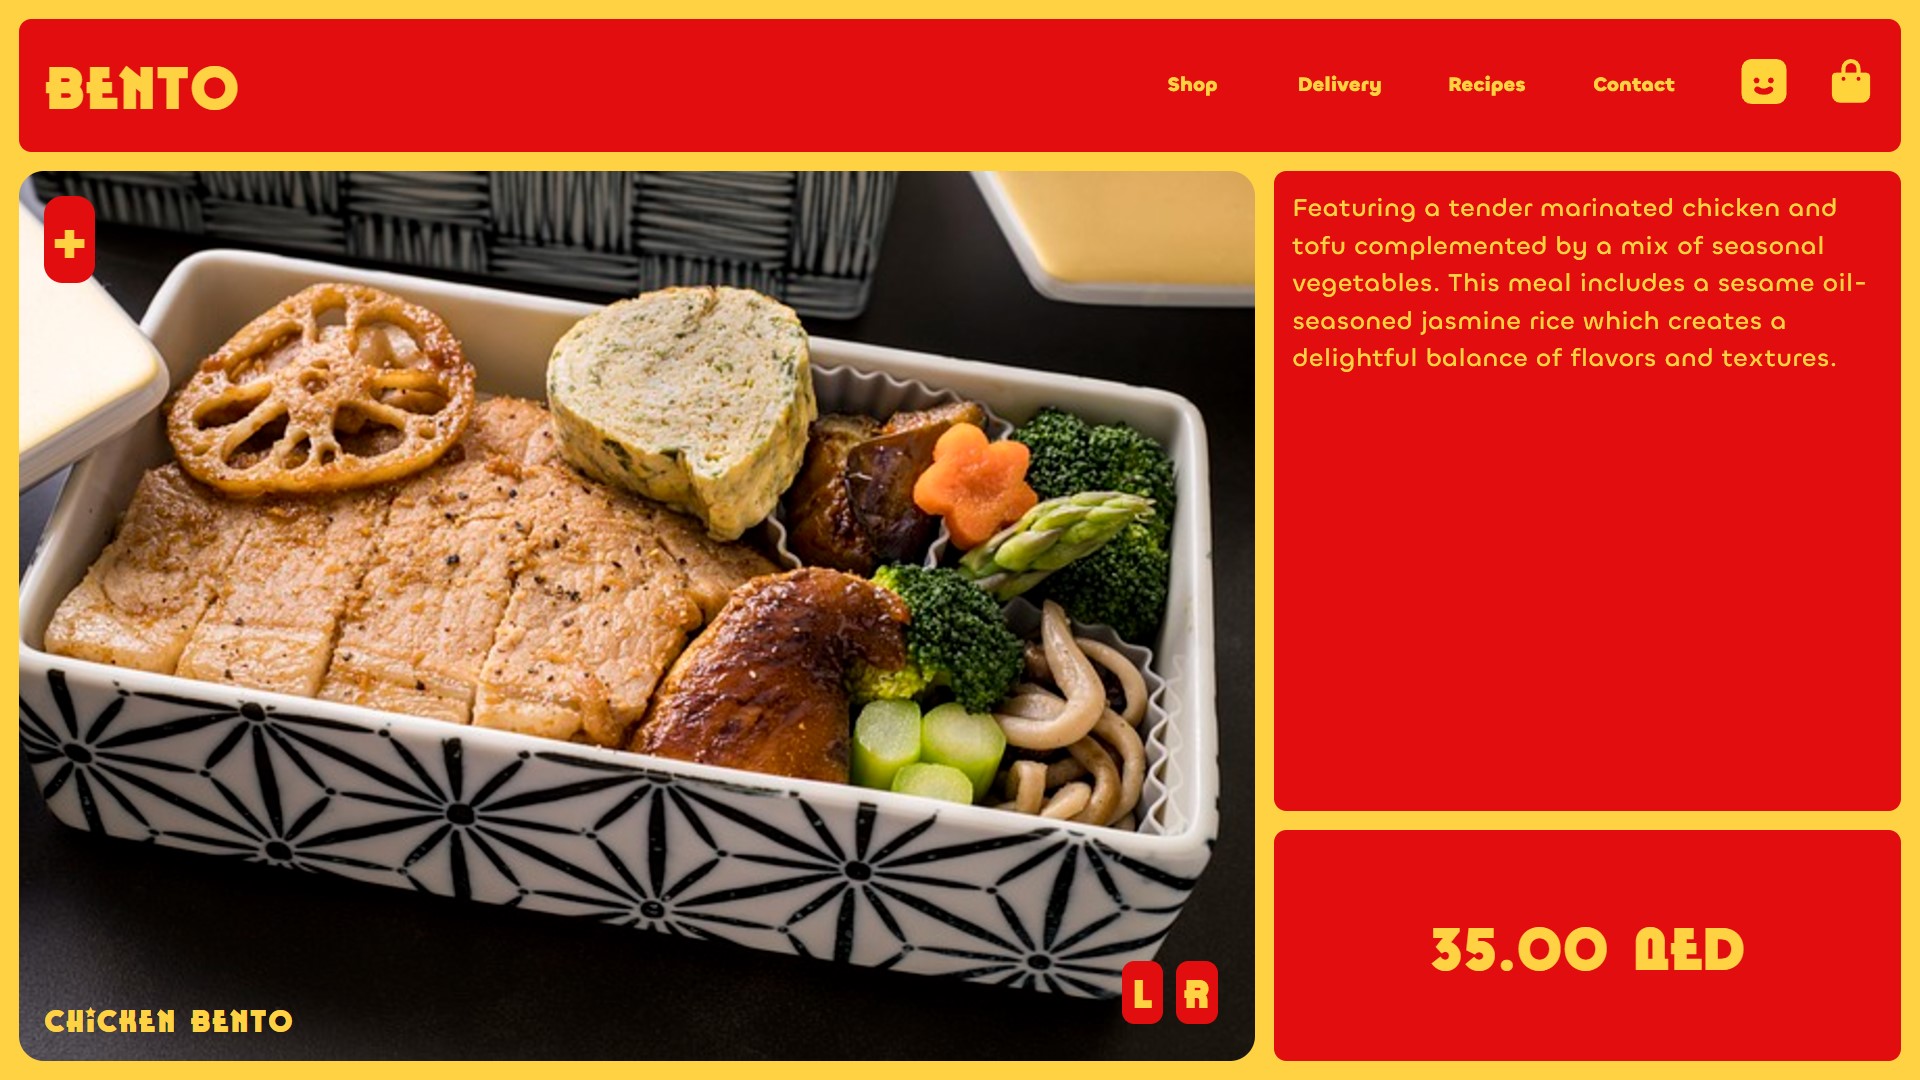 BENTO
Shop
Delivery
Recipes
Contact
+
Featuring a tender marinated chicken and
tofu complemented by a mix of seasonal
vegetables. This meal includes a sesame oil-
seasoned jasmine rice which creates a
delightful balance of flavors and textures.
CHiCKEN BENTO
L
R
35.00 AED